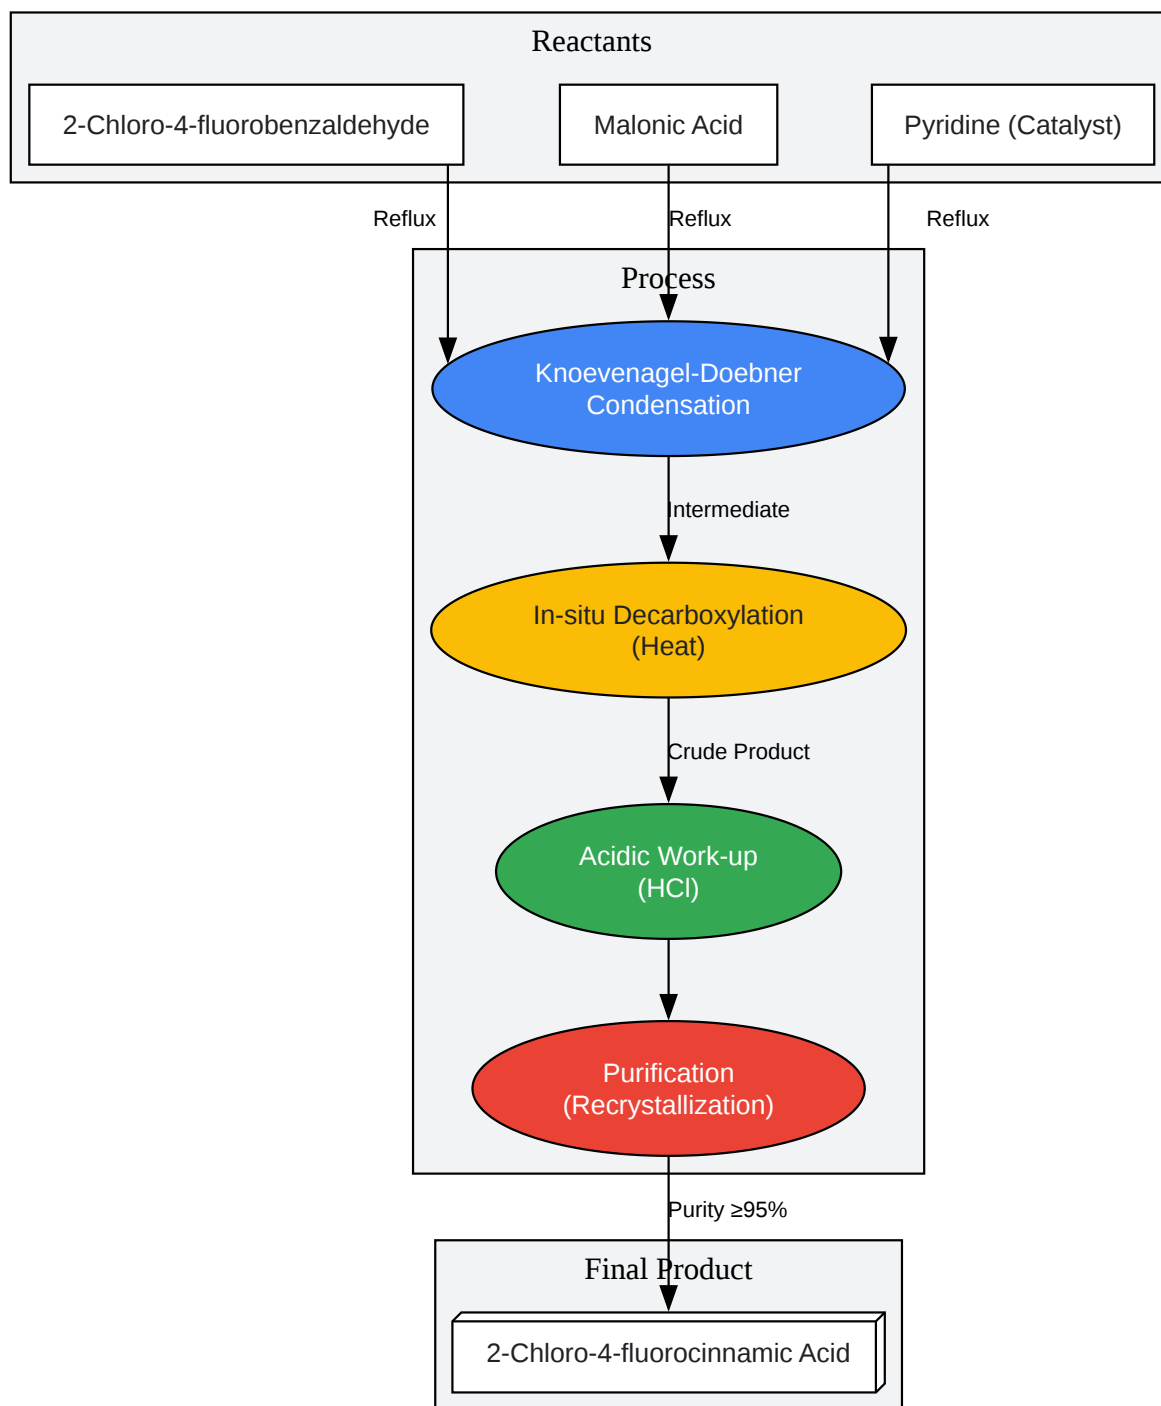 Reactants
2-Chloro-4-fluorobenzaldehyde
Malonic Acid
Pyridine (Catalyst)
Reflux
Reflux
Reflux
Process
Knoevenagel-Doebner
Condensation
Intermediate
In-situ Decarboxylation
(Heat)
Crude Product
Acidic Work-up
(HCl)
Purification
(Recrystallization)
Purity ≥95%
Final Product
2-Chloro-4-fluorocinnamic Acid